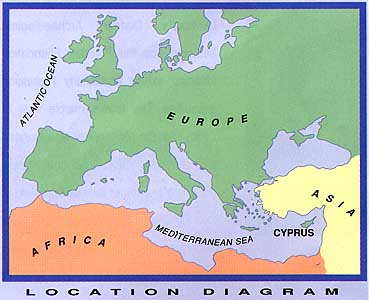 ATLANTIC OCEAN
EUROPE
ASIA
AFRICA
MEDITERRANEAN SEA
CYPRUS
LOCATION DIAGRAM